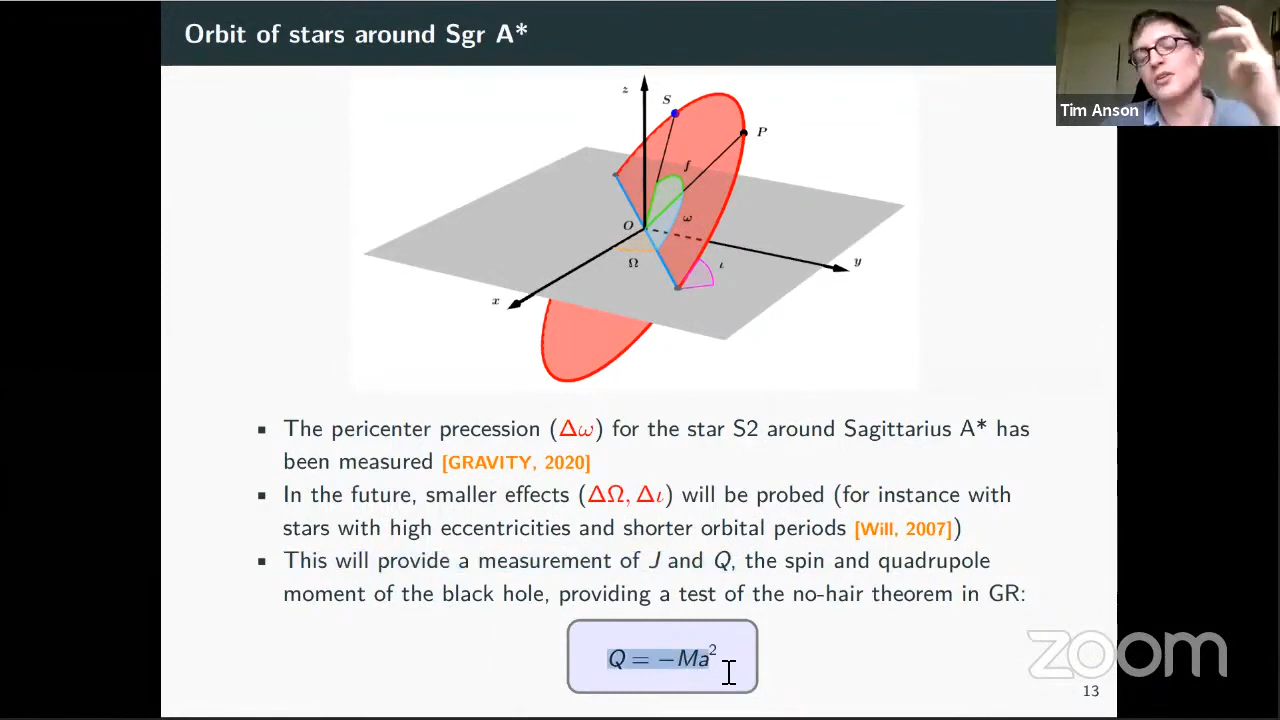 Orbit of stars around Sgr A*
Tim Anson
z
S
P
f
O
ω
Ω
ι
y
x
▪ The pericenter precession (Δω) for the star S2 around Sagittarius A* has
been measured [GRAVITY, 2020]
▪ In the future, smaller effects (ΔΩ, Δι) will be probed (for instance with
stars with high eccentricities and shorter orbital periods [Will, 2007])
▪ This will provide a measurement of J and Q, the spin and quadrupole
moment of the black hole, providing a test of the no-hair theorem in GR:
Q = −Ma²
zoom
13